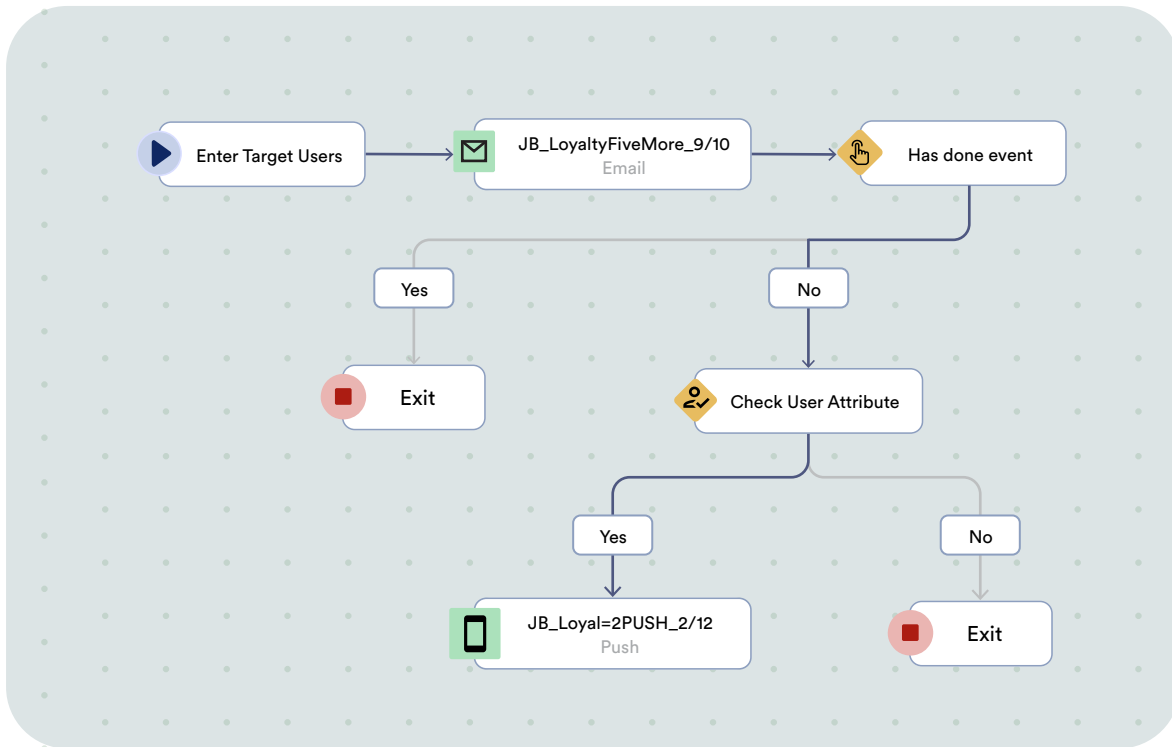 Enter Target Users
JB_LoyaltyFiveMore_9/10
Email
Has done event
Yes
No
Exit
Check User Attribute
Yes
No
JB_Loyal=2PUSH_2/12
Push
Exit